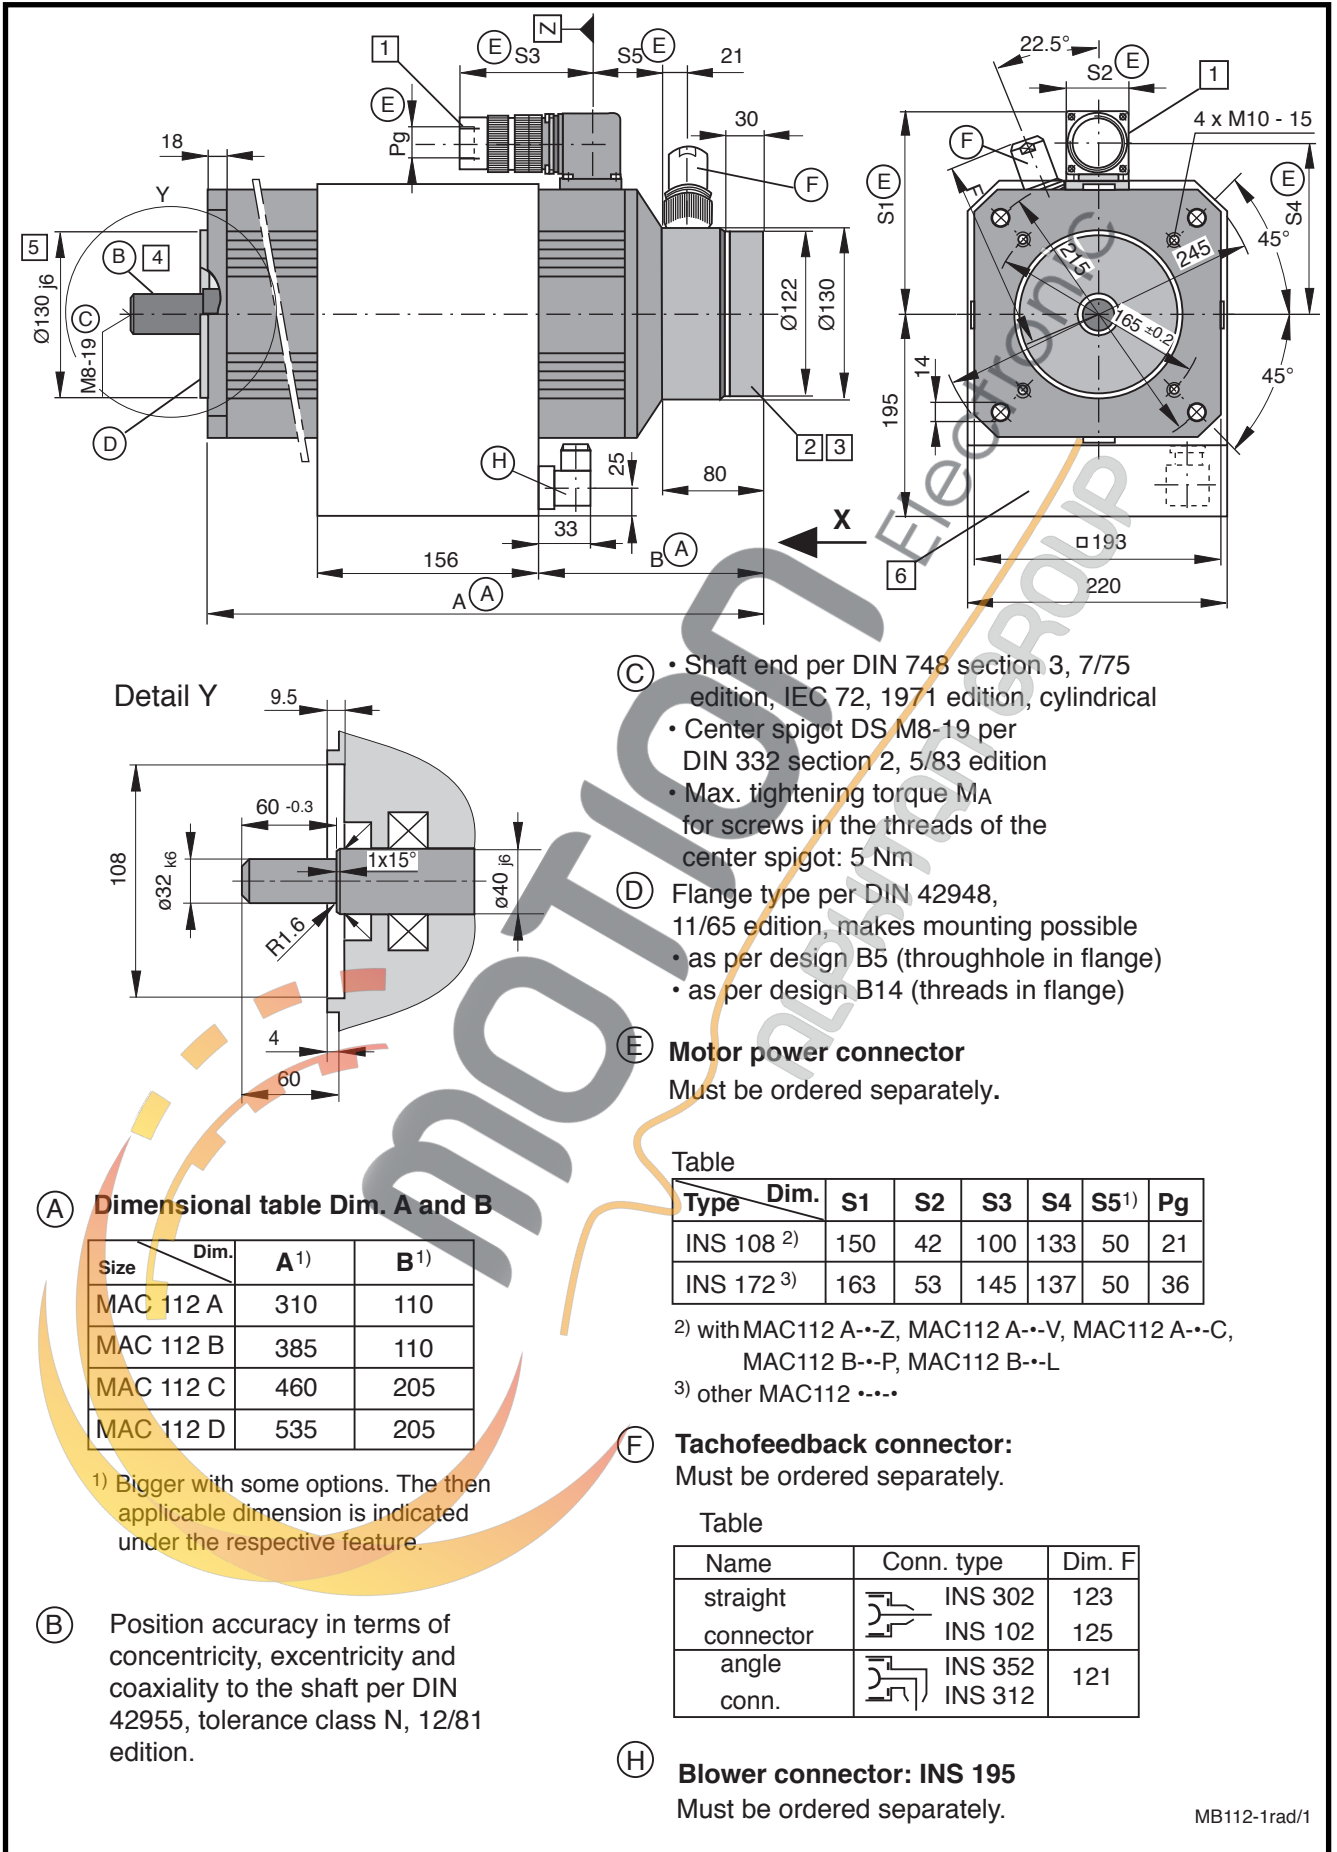 Z
1
E
S3
S5
E
21
E
Pg
30
18
Y
F
5
B
4
Ø130 j6
C
M8-19
D
Ø122
Ø130
H
25
2
3
80
33
X
156
B
A
A
A
22.5°
S2
E
1
4 x M10 - 15
F
F
E
S1
E
S4
45°
245
215
165 ±0.2
14
195
45°
193
6
220
Detail Y
9.5
60 -0.3
108
ø32 k6
1x15°
ø40 j6
R1.6
4
60
C
• Shaft end per DIN 748 section 3, 7/75
edition, IEC 72, 1971 edition, cylindrical
• Center spigot DS M8-19 per
DIN 332 section 2, 5/83 edition
• Max. tightening torque MA
for screws in the threads of the
center spigot: 5 Nm
D
Flange type per DIN 42948,
11/65 edition, makes mounting possible
• as per design B5 (throughhole in flange)
• as per design B14 (threads in flange)
E
Motor power connector
Must be ordered separately.
Table
Type Dim. S1 S2 S3 S4 S5 1) Pg
INS 108 2) 150 42 100 133 50 21
INS 172 3) 163 53 145 137 50 36
2) with MAC112 A-•-Z, MAC112 A-•-V, MAC112 A-•-C,
MAC112 B-•-P, MAC112 B-•-L
3) other MAC112 •-•-•
A
Dimensional table Dim. A and B
Size Dim. A 1) B 1)
MAC 112 A 310 110
MAC 112 B 385 110
MAC 112 C 460 205
MAC 112 D 535 205
1) Bigger with some options. The then
applicable dimension is indicated
under the respective feature.
B
Position accuracy in terms of
concentricity, excentricity and
coaxiality to the shaft per DIN
42955, tolerance class N, 12/81
edition.
F
Tachofeedback connector:
Must be ordered separately.
Table
Name Conn. type Dim. F
straight INS 302 123
connector INS 102 125
angle INS 352 121
conn. INS 312
H
Blower connector: INS 195
Must be ordered separately.
MB112-1rad/1
MOTION Electronic
ALPHITAN GROUP